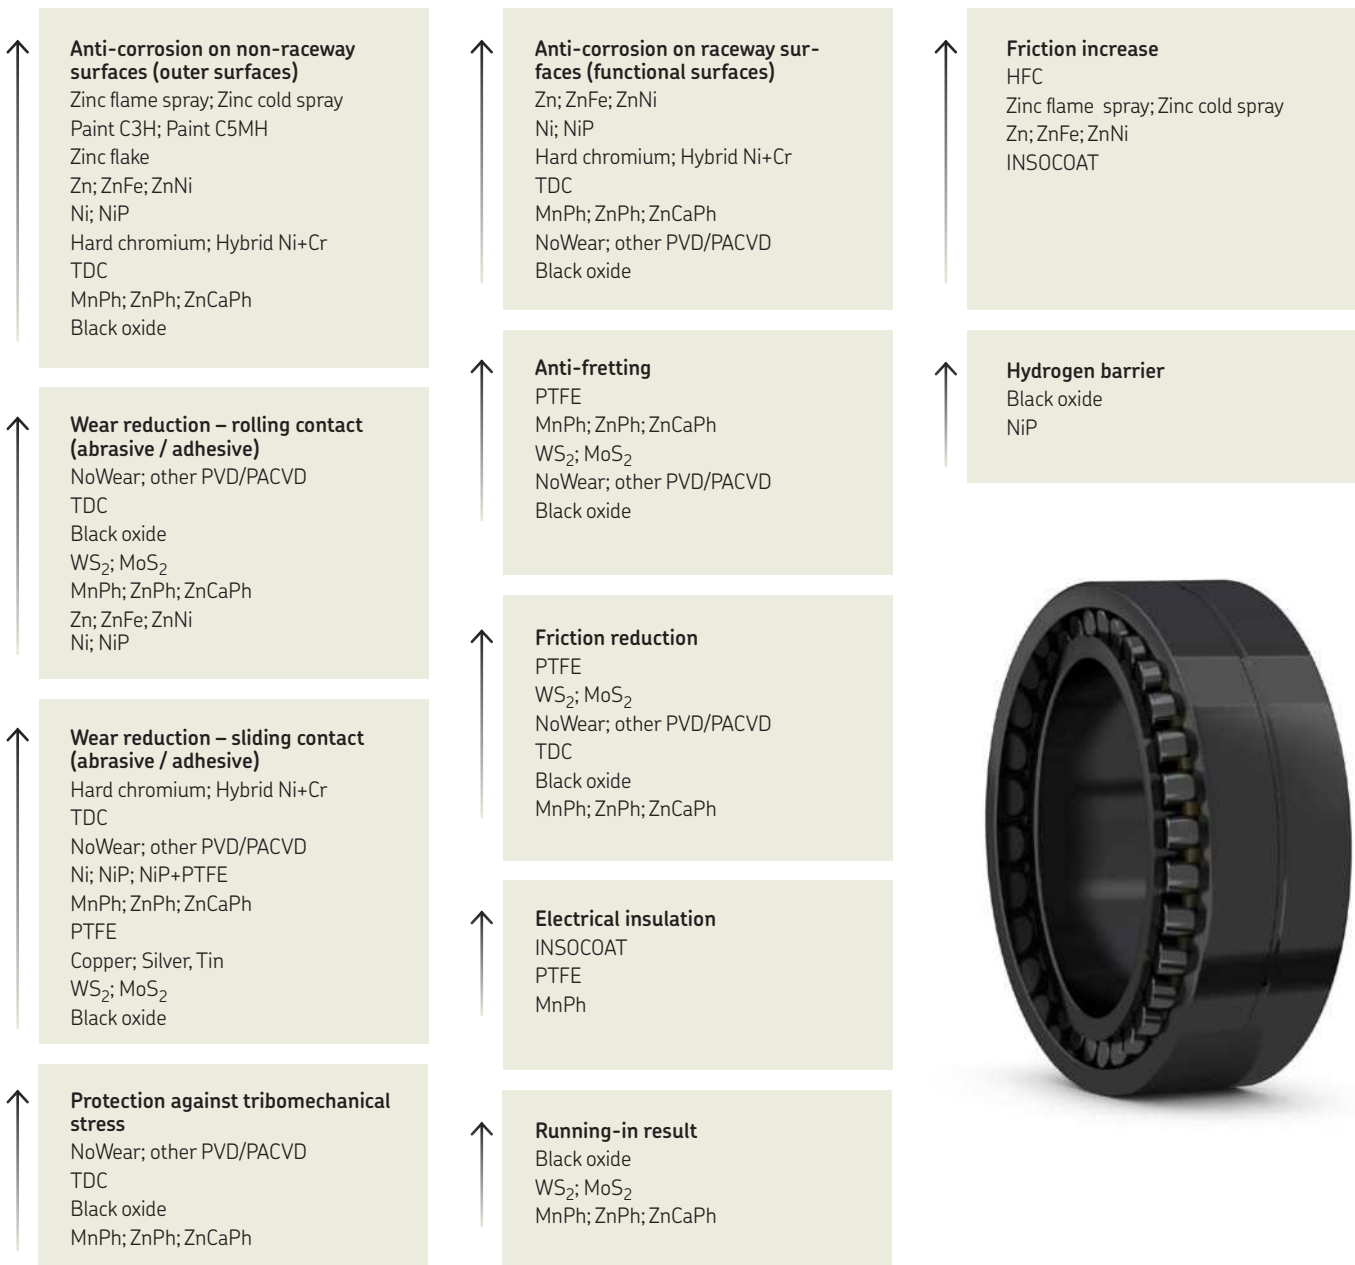 Anti-corrosion on non-raceway
surfaces (outer surfaces)
Zinc flame spray; Zinc cold spray
Paint C3H; Paint C5MH
Zinc flake
Zn; ZnFe; ZnNi
Ni; NiP
Hard chromium; Hybrid Ni+Cr
TDC
MnPh; ZnPh; ZnCaPh
Black oxide
Wear reduction – rolling contact
(abrasive / adhesive)
NoWear; other PVD/PACVD
TDC
Black oxide
WS₂; MoS₂
MnPh; ZnPh; ZnCaPh
Zn; ZnFe; ZnNi
Ni; NiP
Wear reduction – sliding contact
(abrasive / adhesive)
Hard chromium; Hybrid Ni+Cr
TDC
NoWear; other PVD/PACVD
Ni; NiP; NiP+PTFE
MnPh; ZnPh; ZnCaPh
PTFE
Copper; Silver, Tin
WS₂; MoS₂
Black oxide
Protection against tribomechanical
stress
NoWear; other PVD/PACVD
TDC
Black oxide
MnPh; ZnPh; ZnCaPh
Anti-corrosion on raceway sur-
faces (functional surfaces)
Zn; ZnFe; ZnNi
Ni; NiP
Hard chromium; Hybrid Ni+Cr
TDC
MnPh; ZnPh; ZnCaPh
NoWear; other PVD/PACVD
Black oxide
Anti-fretting
PTFE
MnPh; ZnPh; ZnCaPh
WS₂; MoS₂
NoWear; other PVD/PACVD
Black oxide
Friction reduction
PTFE
WS₂; MoS₂
NoWear; other PVD/PACVD
TDC
Black oxide
MnPh; ZnPh; ZnCaPh
Electrical insulation
INSOCOAT
PTFE
MnPh
Running-in result
Black oxide
WS₂; MoS₂
MnPh; ZnPh; ZnCaPh
Friction increase
HFC
Zinc flame spray; Zinc cold spray
Zn; ZnFe; ZnNi
INSOCOAT
Hydrogen barrier
Black oxide
NiP